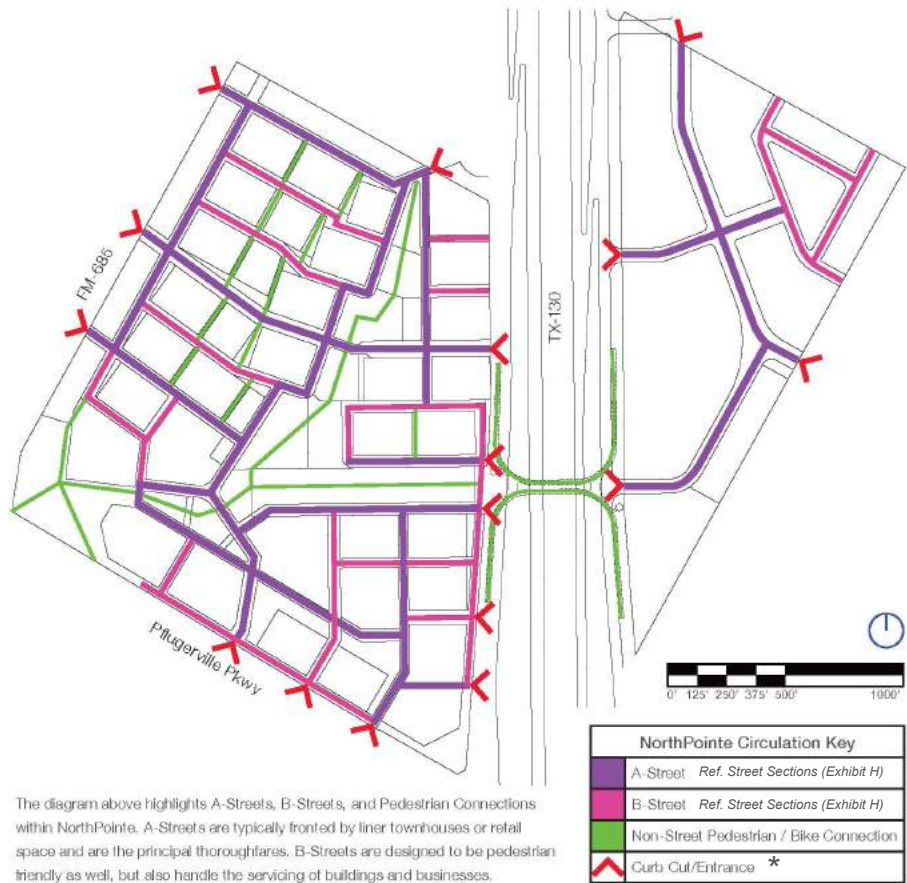 FM-685
TX-130
Pflugerville Pkwy
0' 125' 250' 375' 500' 1000'
NorthPointe Circulation Key
A-Street Ref. Street Sections (Exhibit H)
B-Street Ref. Street Sections (Exhibit H)
Non-Street Pedestrian / Bike Connection
Curb Cut/Entrance *
The diagram above highlights A-Streets, B-Streets, and Pedestrian Connections
within NorthPointe. A-Streets are typically fronted by liner townhouses or retail
space and are the principal thoroughfares. B-Streets are designed to be pedestrian
friendly as well, but also handle the servicing of buildings and businesses.